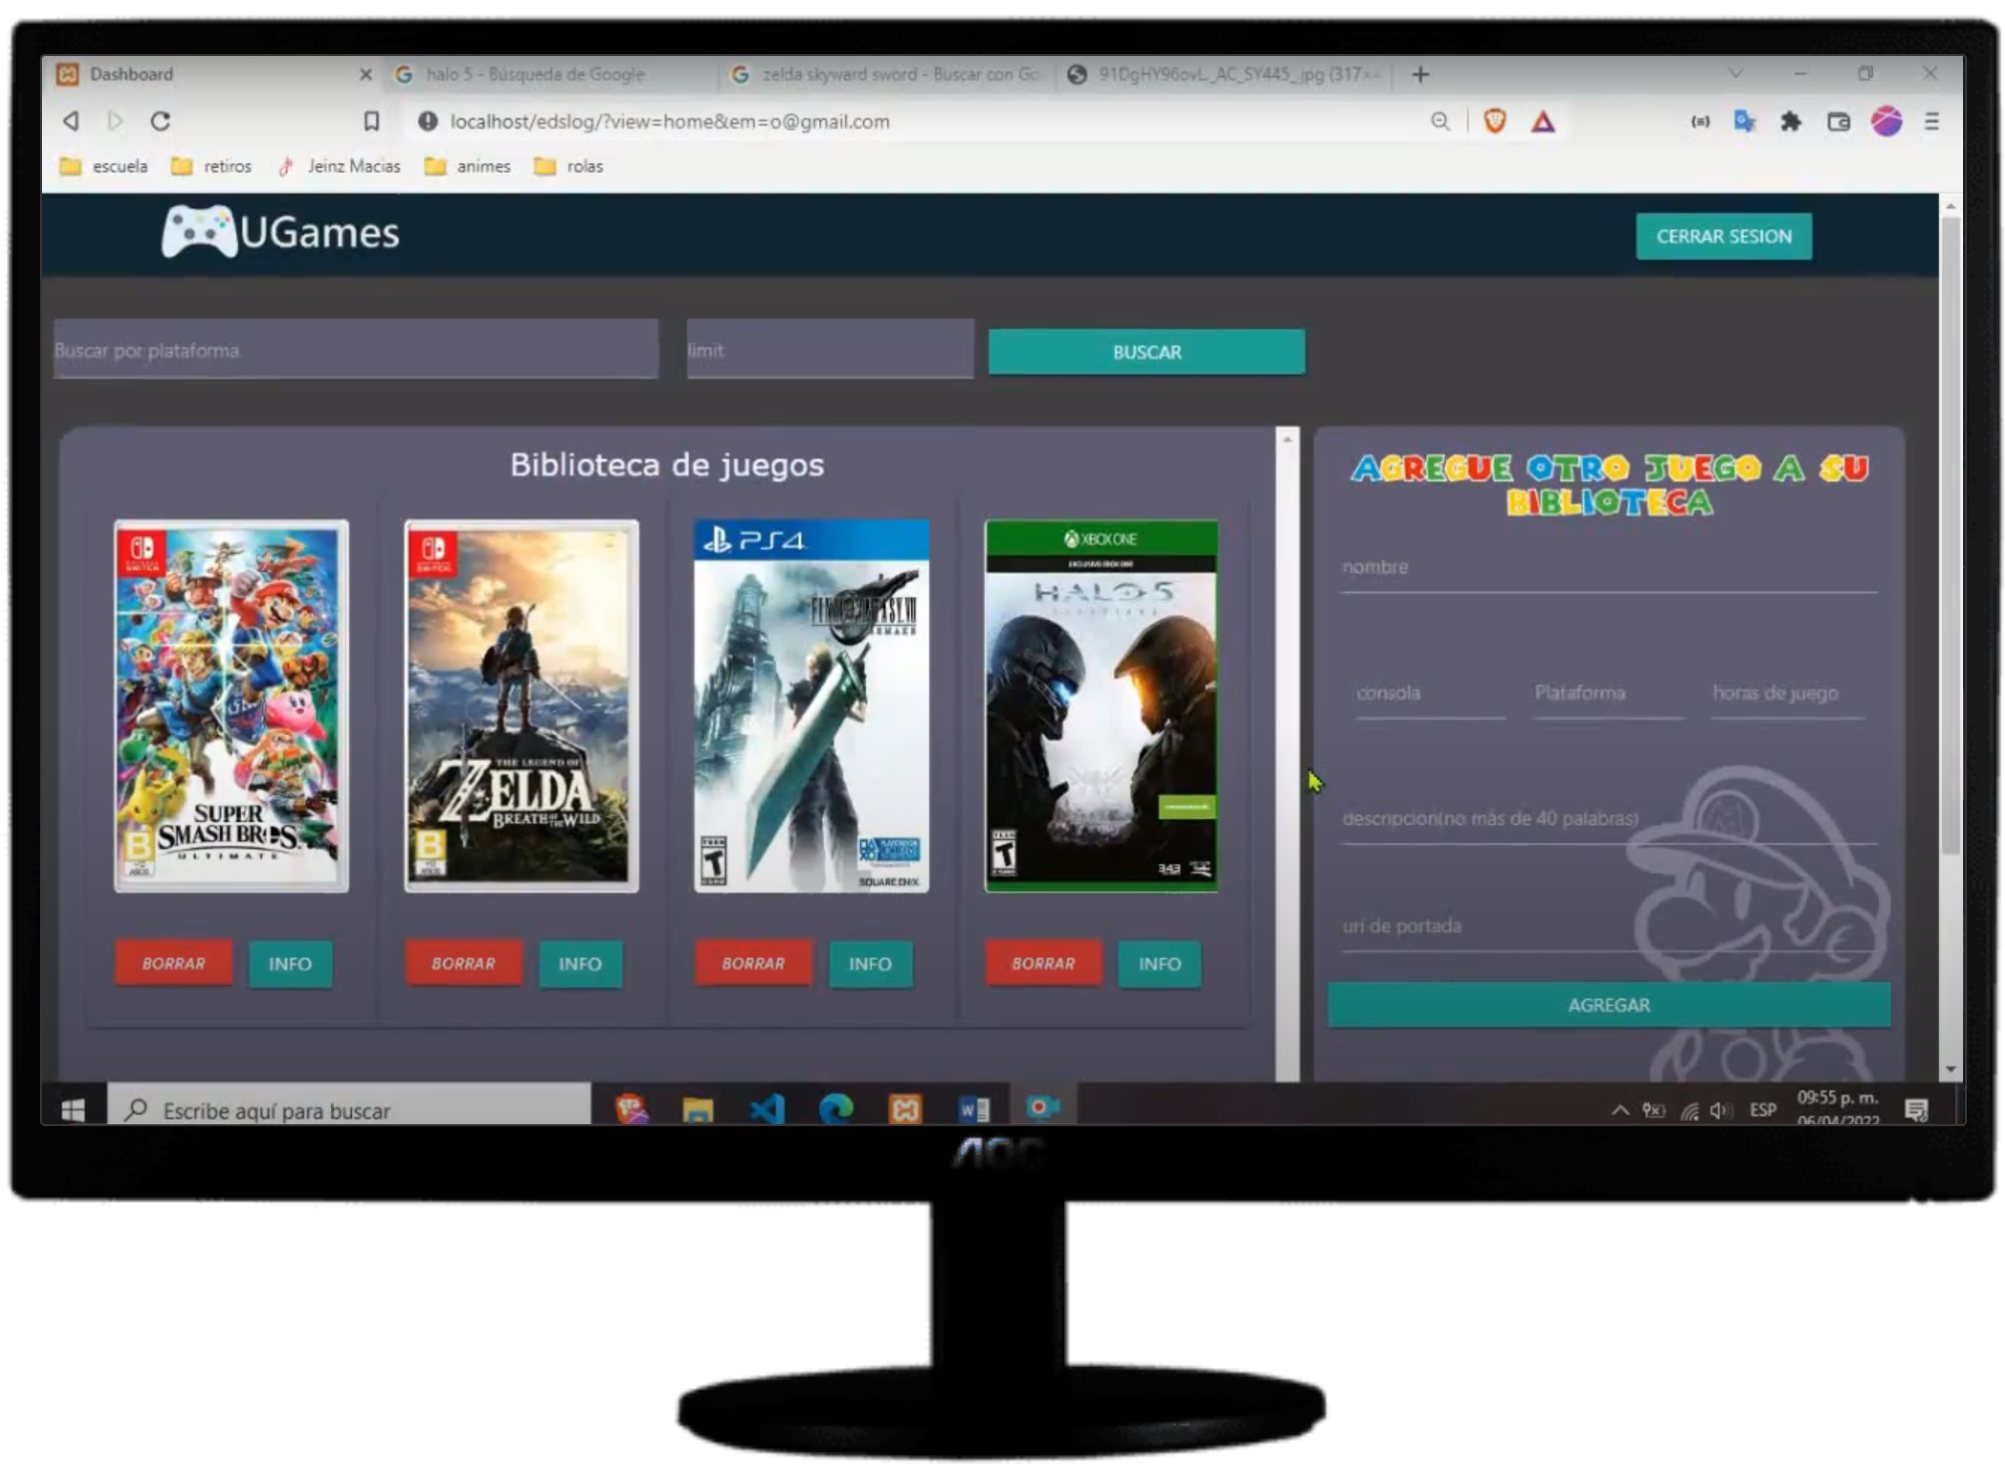 Dashboard
halo 5 - Búsqueda de Google
zelda skyward sword - Buscar con Go
91DgHY96ovL._AC_SY445_.jpg (317×4
localhost/edslog/?view=home&em=o@gmail.com
escuela
retiros
Jeinz Macias
animes
rolas
UGames
CERRAR SESION
Buscar por plataforma
limit
BUSCAR
Biblioteca de juegos
SUPER
SMASH BROS.
ULTIMATE
B
THE LEGEND OF
ZELDA
BREATH OF THE WILD
B
PS4
FINAL FANTASY VII
REMAKE
T
SQUARE ENIX
XBOX ONE
HALO 5
T
343
BORRAR
INFO
BORRAR
INFO
BORRAR
INFO
BORRAR
INFO
AGREGUE OTRO JUEGO A SU
BIBLIOTECA
nombre
consola
Plataforma
horas de juego
descripcion(no más de 40 palabras)
url de portada
AGREGAR
Escribe aquí para buscar
ESP
09:55 p. m.
06/04/2022
AOC